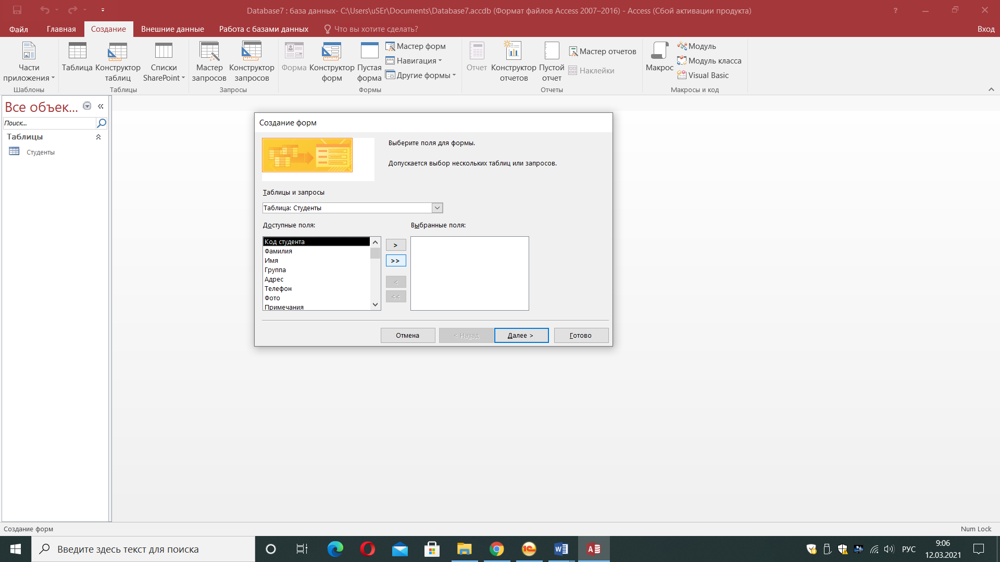 Database7 : база данных- C:\Users\uSEr\Documents\Database7.accdb (Формат файлов Access 2007–2016) - Access (Сбой активации продукта)
?
Файл Главная Создание Внешние данные Работа с базами данных Что вы хотите сделать? Вход
Части приложения
Таблица
Конструктор таблиц
Списки SharePoint
Мастер запросов
Конструктор запросов
Форма
Конструктор форм
Пустая форма
Мастер форм
Навигация
Другие формы
Отчет
Конструктор отчетов
Пустой отчет
Мастер отчетов
Наклейки
Макрос
Модуль
Модуль класса
Visual Basic
Шаблоны Таблицы Запросы Формы Отчеты Макросы и код
Все объек... «
Поиск...
Таблицы
Студенты
Создание форм
Выберите поля для формы.
Допускается выбор нескольких таблиц или запросов.
Таблицы и запросы
Таблица: Студенты
Доступные поля: Выбранные поля:
Код студента
Фамилия
Имя
Группа
Адрес
Телефон
Фото
Примечания
>
>>
<
<<
Отмена < Назад Далее > Готово
Создание форм Num Lock
Введите здесь текст для поиска
РУС
9:06
12.03.2021